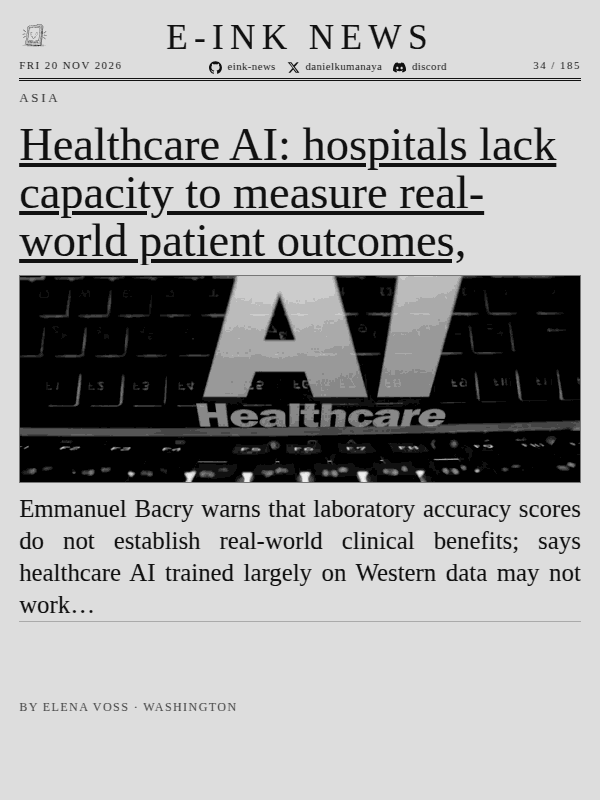 E-INK NEWS
FRI 20 NOV 2026
eink-news
danielkumanaya
discord
34 / 185
ASIA
Healthcare AI: hospitals lack
capacity to measure real-
world patient outcomes,
AI
Healthcare
Emmanuel Bacry warns that laboratory accuracy scores
do not establish real-world clinical benefits; says
healthcare AI trained largely on Western data may not
work…
BY ELENA VOSS · WASHINGTON